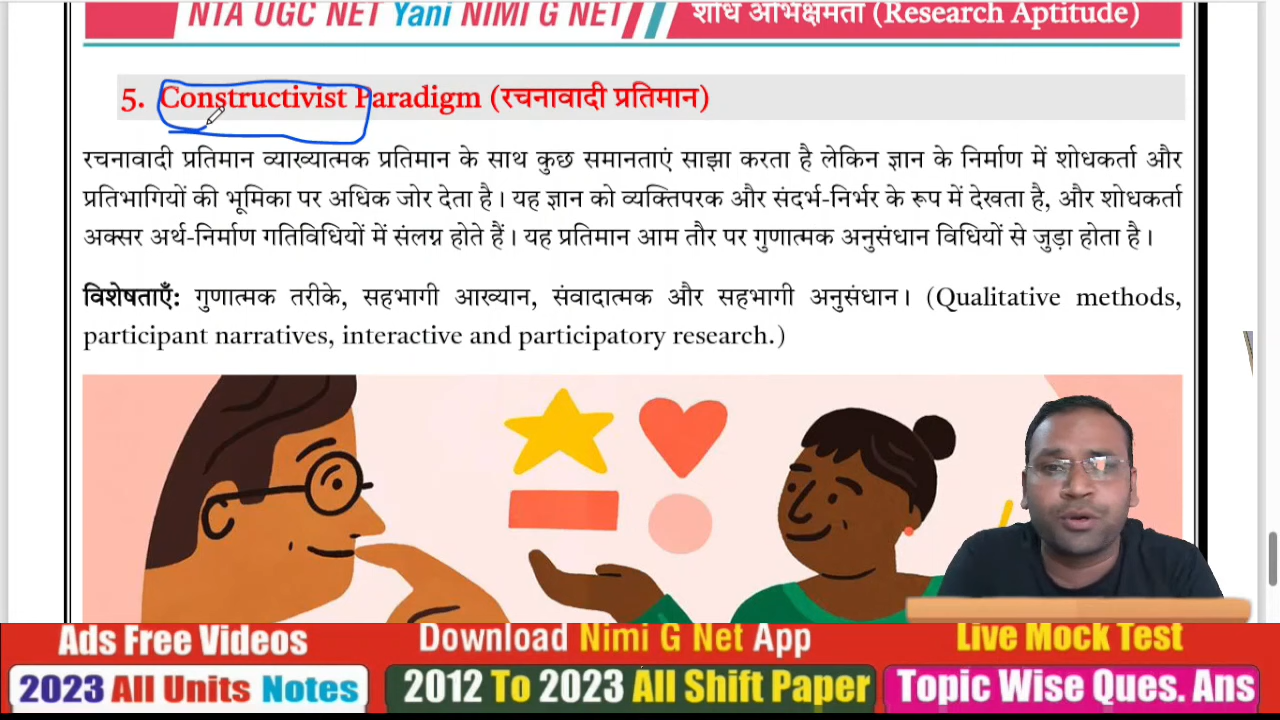 NTA UGC NET Yani NIMI G NET
शोध अभिक्षमता (Research Aptitude)
5. Constructivist Paradigm (रचनावादी प्रतिमान)
रचनावादी प्रतिमान व्याख्यात्मक प्रतिमान के साथ कुछ समानताएं साझा करता है लेकिन ज्ञान के निर्माण में शोधकर्ता और
प्रतिभागियों की भूमिका पर अधिक जोर देता है। यह ज्ञान को व्यक्तिपरक और संदर्भ-निर्भर के रूप में देखता है, और शोधकर्ता
अक्सर अर्थ-निर्माण गतिविधियों में संलग्न होते हैं। यह प्रतिमान आम तौर पर गुणात्मक अनुसंधान विधियों से जुड़ा होता है।
विशेषताएँ: गुणात्मक तरीके, सहभागी आख्यान, संवादात्मक और सहभागी अनुसंधान। (Qualitative methods,
participant narratives, interactive and participatory research.)
Ads Free Videos
Download Nimi G Net App
Live Mock Test
2023 All Units Notes
2012 To 2023 All Shift Paper
Topic Wise Ques. Ans